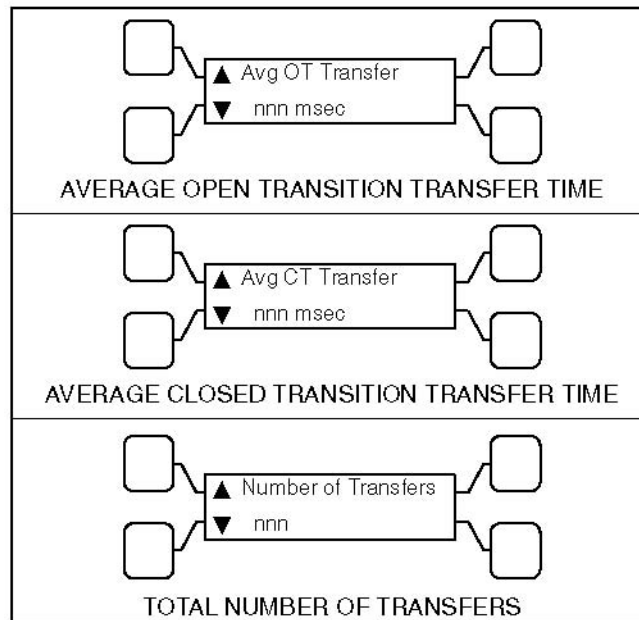 ▲ Avg OT Transfer
▼ nnn msec
AVERAGE OPEN TRANSITION TRANSFER TIME
▲ Avg CT Transfer
▼ nnn msec
AVERAGE CLOSED TRANSITION TRANSFER TIME
▲ Number of Transfers
▼ nnn
TOTAL NUMBER OF TRANSFERS